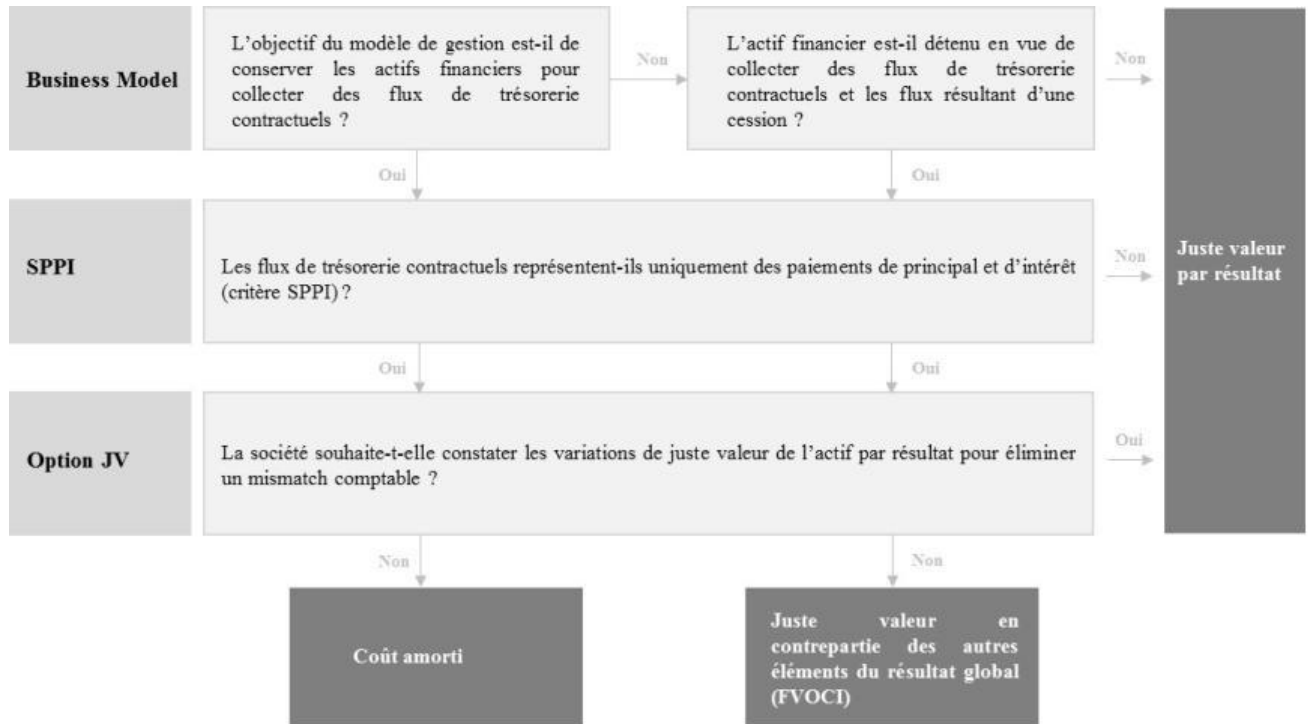 Business Model
L’objectif du modèle de gestion est-il de
conserver les actifs financiers pour
collecter des flux de trésorerie
contractuels ?
Non
L’actif financier est-il détenu en vue de
collecter des flux de trésorerie
contractuels et les flux résultant d’une
cession ?
Non
Oui
Oui
SPPI
Les flux de trésorerie contractuels représentent-ils uniquement des paiements de principal et d’intérêt
(critère SPPI) ?
Non
Juste valeur
par résultat
Oui
Oui
Option JV
La société souhaite-t-elle constater les variations de juste valeur de l’actif par résultat pour éliminer
un mismatch comptable ?
Oui
Non
Non
Coût amorti
Juste valeur en
contrepartie des autres
éléments du résultat global
(FVOCI)